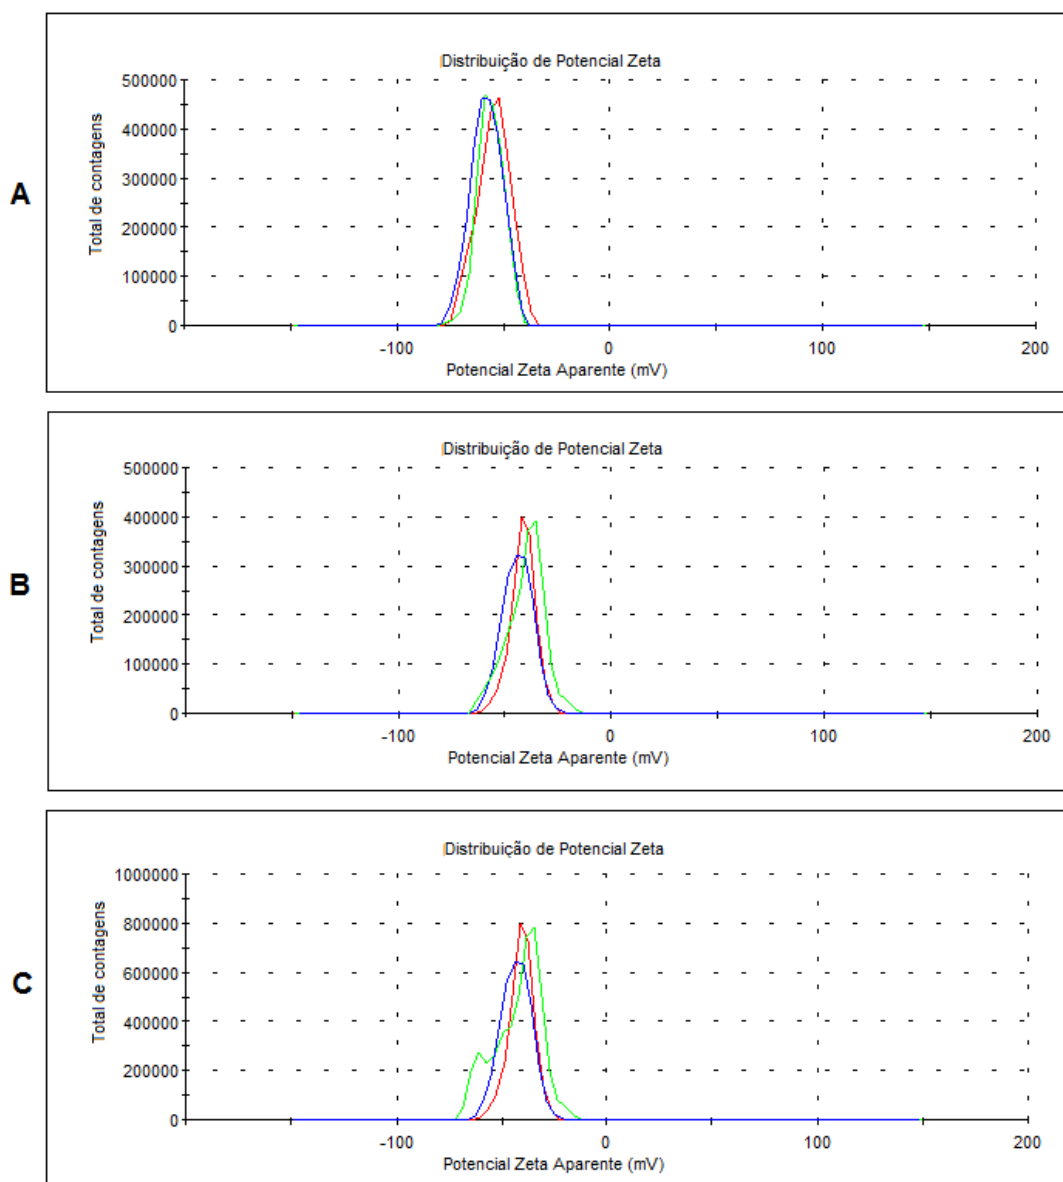 A
Distribuição de Potencial Zeta
Total de contagens
500000
400000
300000
200000
100000
0
-100 0 100 200
Potencial Zeta Aparente (mV)
B
Distribuição de Potencial Zeta
Total de contagens
500000
400000
300000
200000
100000
0
-100 0 100 200
Potencial Zeta Aparente (mV)
C
Distribuição de Potencial Zeta
Total de contagens
1000000
800000
600000
400000
200000
0
-100 0 100 200
Potencial Zeta Aparente (mV)